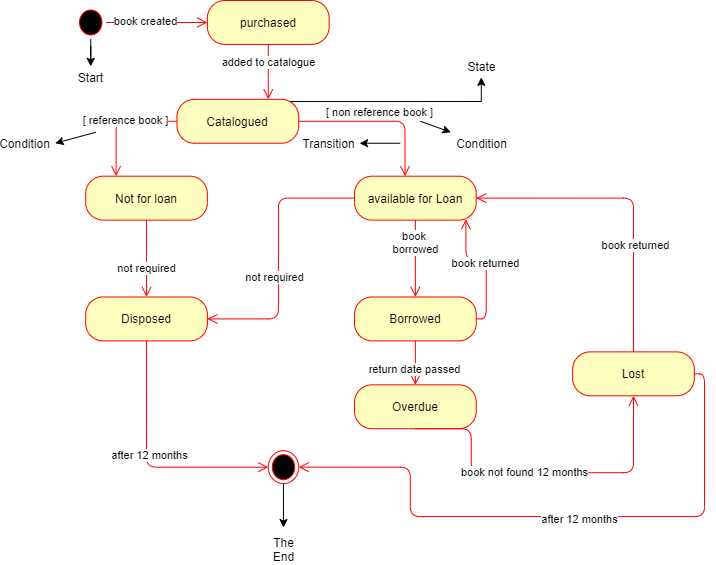 book created
purchased
Start
added to catalogue
State
[ reference book ]
Catalogued
[ non reference book ]
Condition
Transition
Condition
Not for loan
available for Loan
book
borrowed
book returned
book returned
not required
not required
Disposed
Borrowed
return date passed
Lost
Overdue
after 12 months
book not found 12 months
after 12 months
The
End